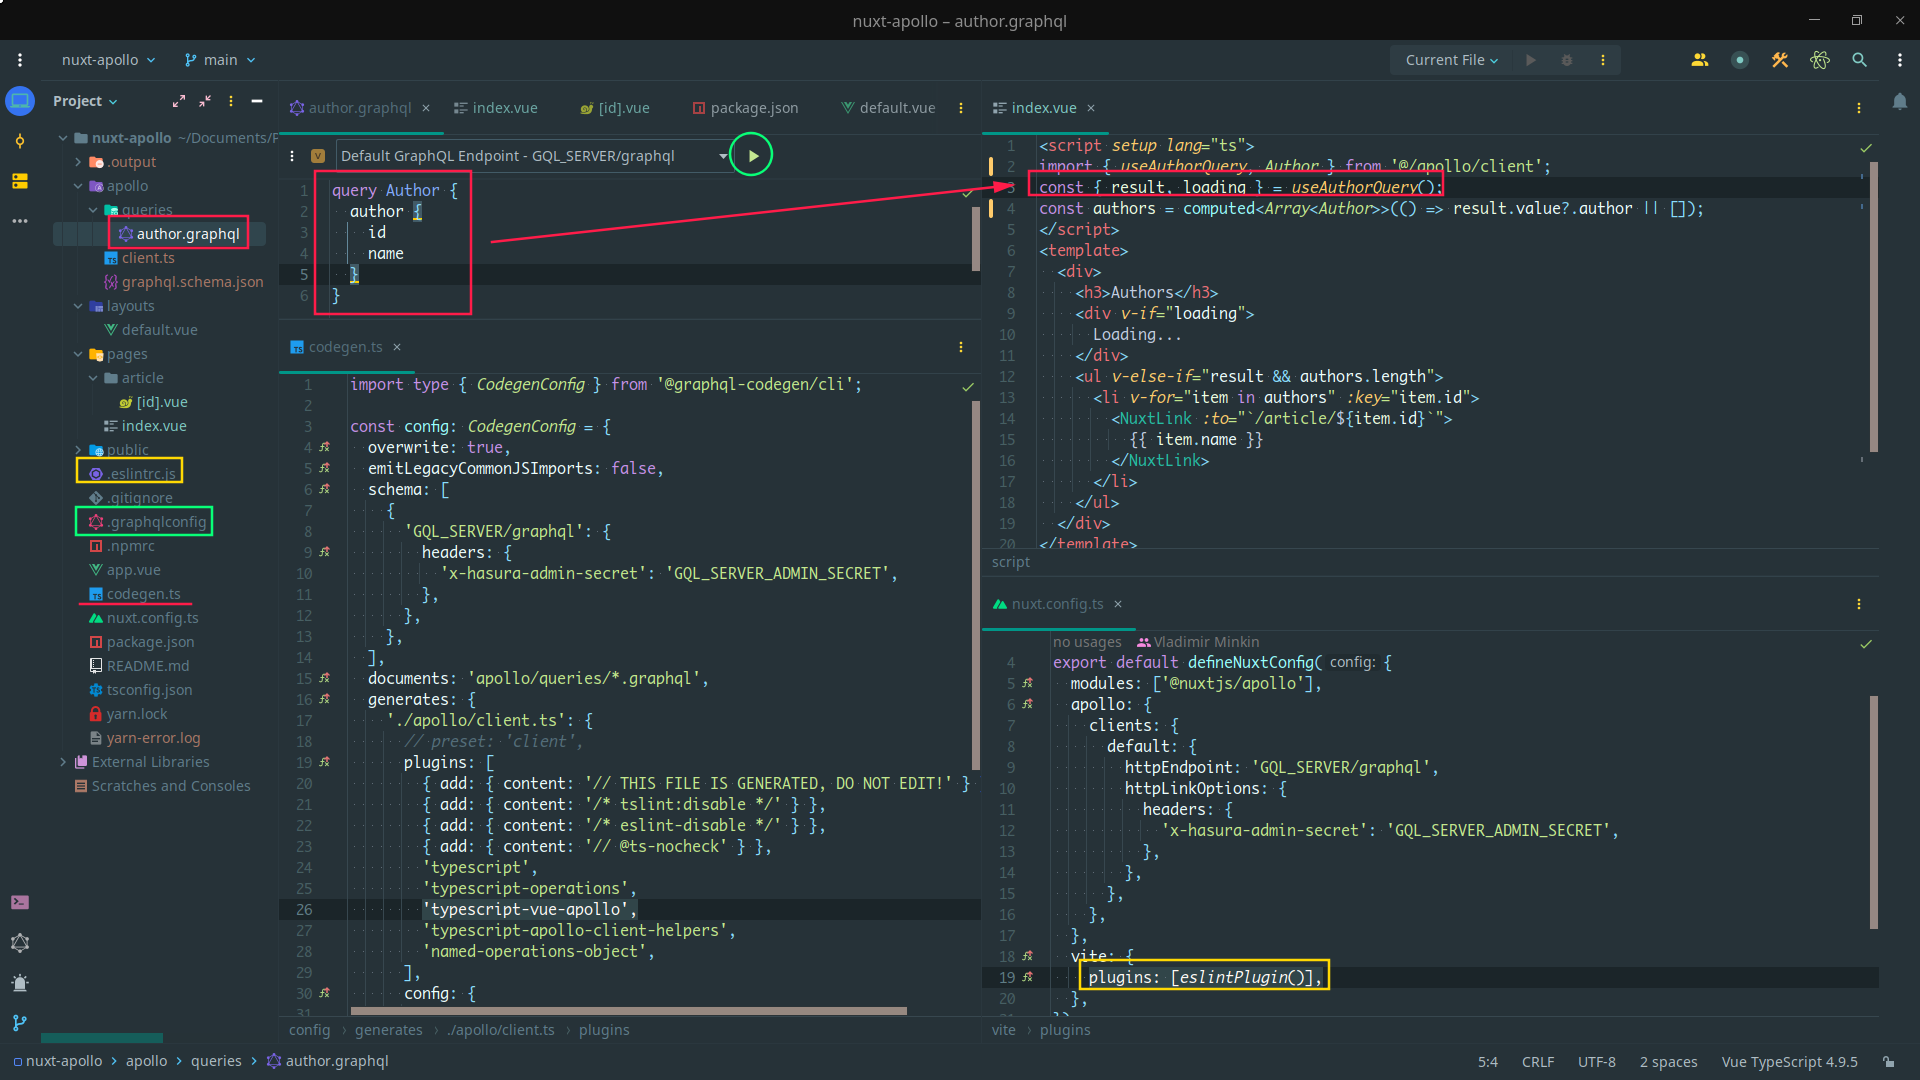 nuxt-apollo – author.graphql
nuxt-apollo
main
Current File
Project
nuxt-apollo ~/Documents/P
.output
apollo
queries
author.graphql
client.ts
graphql.schema.json
layouts
default.vue
pages
article
[id].vue
index.vue
public
.eslintrc.js
.gitignore
.graphqlconfig
.npmrc
app.vue
codegen.ts
nuxt.config.ts
package.json
README.md
tsconfig.json
yarn.lock
yarn-error.log
External Libraries
Scratches and Consoles
author.graphql
index.vue
[id].vue
package.json
default.vue
V
Default GraphQL Endpoint - GQL_SERVER/graphql
1 query Author {
2 author {
3 id
4 name
5 }
6 }
codegen.ts
1 import type { CodegenConfig } from '@graphql-codegen/cli';
2
3 const config: CodegenConfig = {
4 overwrite: true,
5 emitLegacyCommonJSImports: false,
6 schema: [
7 {
8 'GQL_SERVER/graphql': {
9 headers: {
10 'x-hasura-admin-secret': 'GQL_SERVER_ADMIN_SECRET',
11 },
12 },
13 },
14 ],
15 documents: 'apollo/queries/*.graphql',
16 generates: {
17 './apollo/client.ts': {
18 // preset: 'client',
19 plugins: [
20 { add: { content: '// THIS FILE IS GENERATED, DO NOT EDIT!' }
21 { add: { content: '/* tslint:disable */' } },
22 { add: { content: '/* eslint-disable */' } },
23 { add: { content: '// @ts-nocheck' } },
24 'typescript',
25 'typescript-operations',
26 'typescript-vue-apollo',
27 'typescript-apollo-client-helpers',
28 'named-operations-object',
29 ],
30 config: {
31
config › generates › ./apollo/client.ts › plugins
index.vue
1 <script setup lang="ts">
2 import { useAuthorQuery, Author } from '@/apollo/client';
3 const { result, loading } = useAuthorQuery();
4 const authors = computed<Array<Author>>(() => result.value?.author || []);
5 </script>
6 <template>
7 <div>
8 <h3>Authors</h3>
9 <div v-if="loading">
10 Loading...
11 </div>
12 <ul v-else-if="result && authors.length">
13 <li v-for="item in authors" :key="item.id">
14 <NuxtLink :to="`/article/${item.id}`">
15 {{ item.name }}
16 </NuxtLink>
17 </li>
18 </ul>
19 </div>
20 </template>
script
nuxt.config.ts
no usages Vladimir Minkin
4 export default defineNuxtConfig( config: {
5 modules: ['@nuxtjs/apollo'],
6 apollo: {
7 clients: {
8 default: {
9 httpEndpoint: 'GQL_SERVER/graphql',
10 httpLinkOptions: {
11 headers: {
12 'x-hasura-admin-secret': 'GQL_SERVER_ADMIN_SECRET',
13 },
14 },
15 },
16 },
17 },
18 vite: {
19 plugins: [eslintPlugin()],
20 },
vite › plugins
nuxt-apollo › apollo › queries › author.graphql
5:4 CRLF UTF-8 2 spaces Vue TypeScript 4.9.5